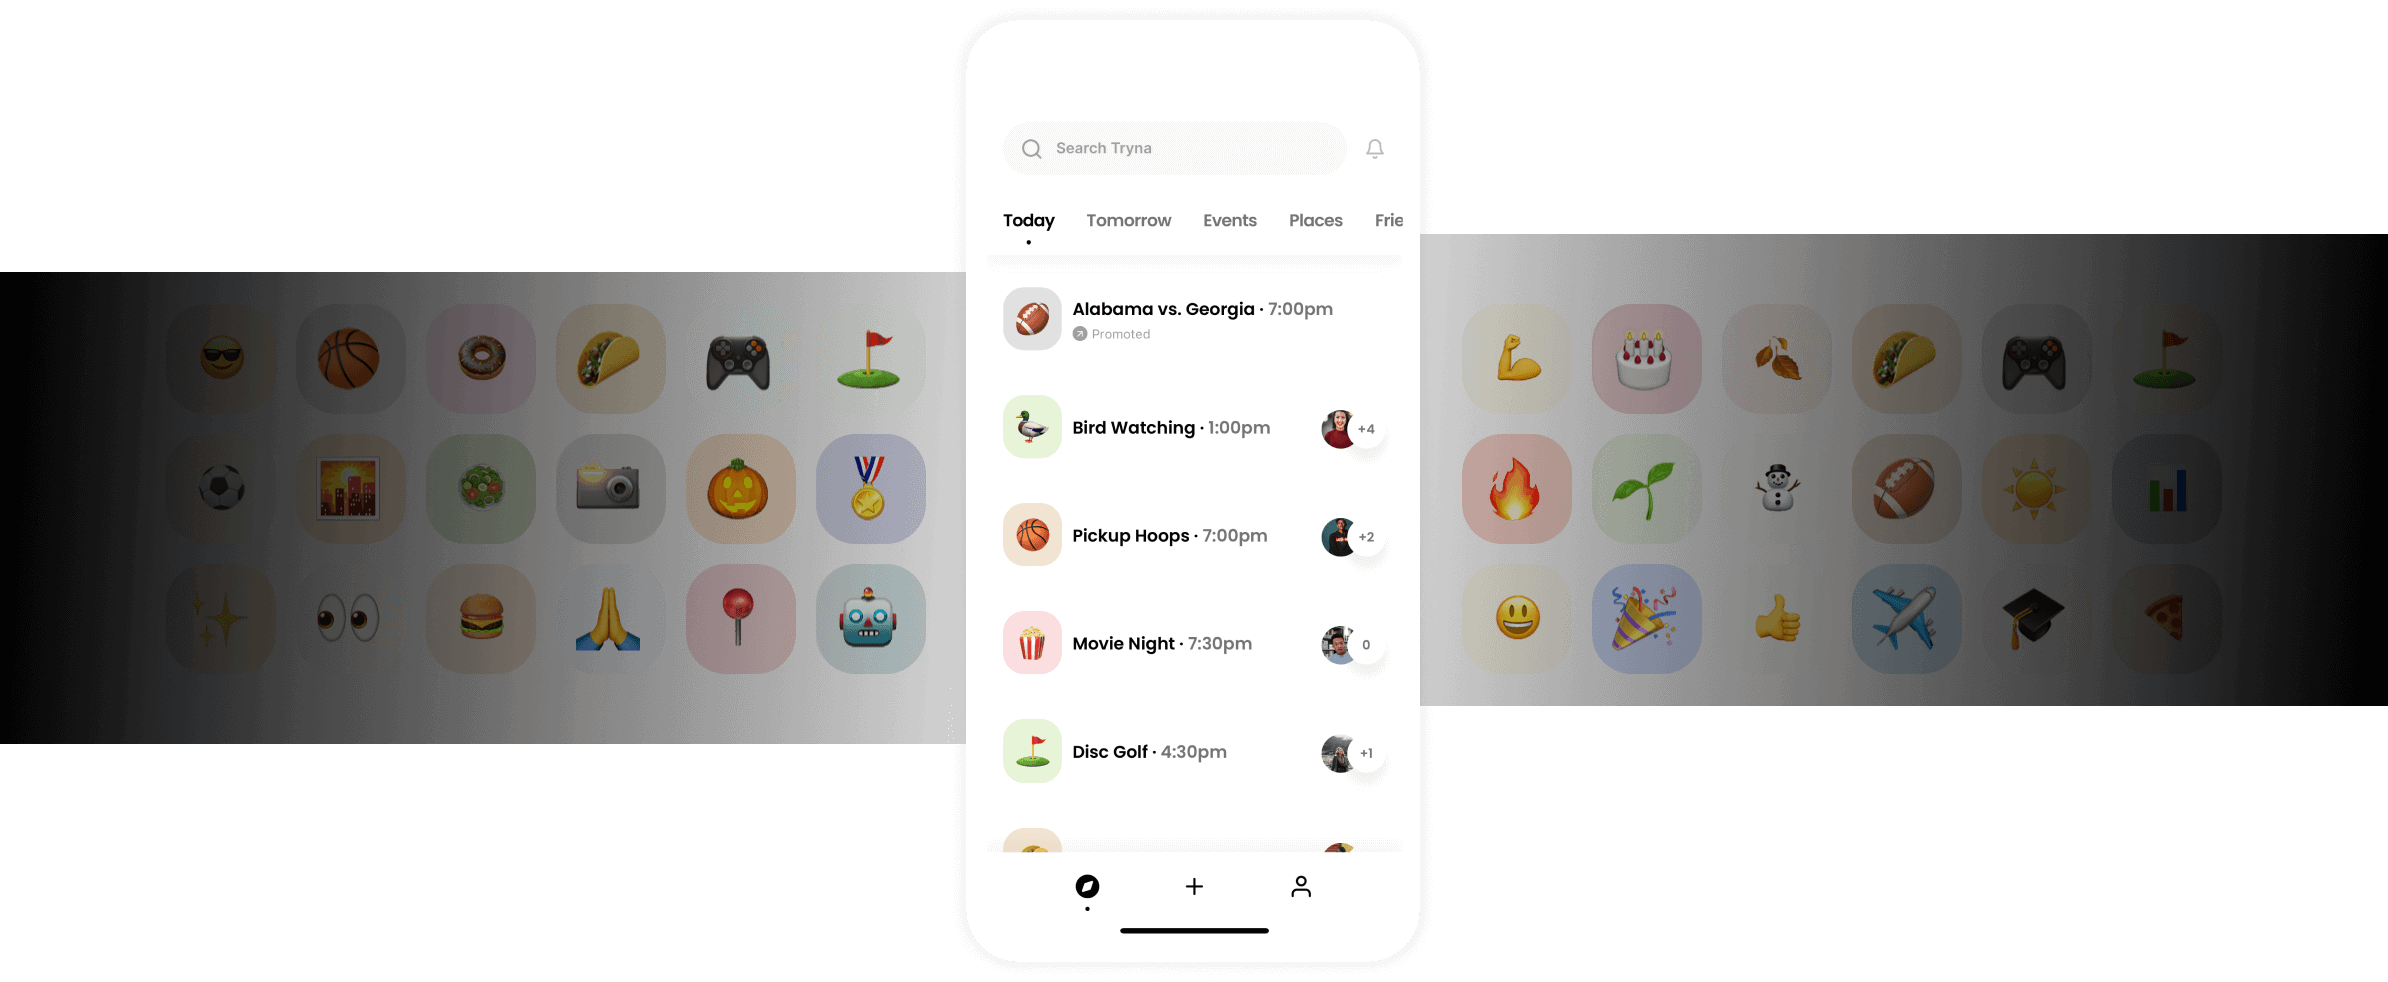 Search Tryna
Today Tomorrow Events Places Frie
Alabama vs. Georgia · 7:00pm
Promoted
Bird Watching · 1:00pm +4
Pickup Hoops · 7:00pm +2
Movie Night · 7:30pm 0
Disc Golf · 4:30pm +1